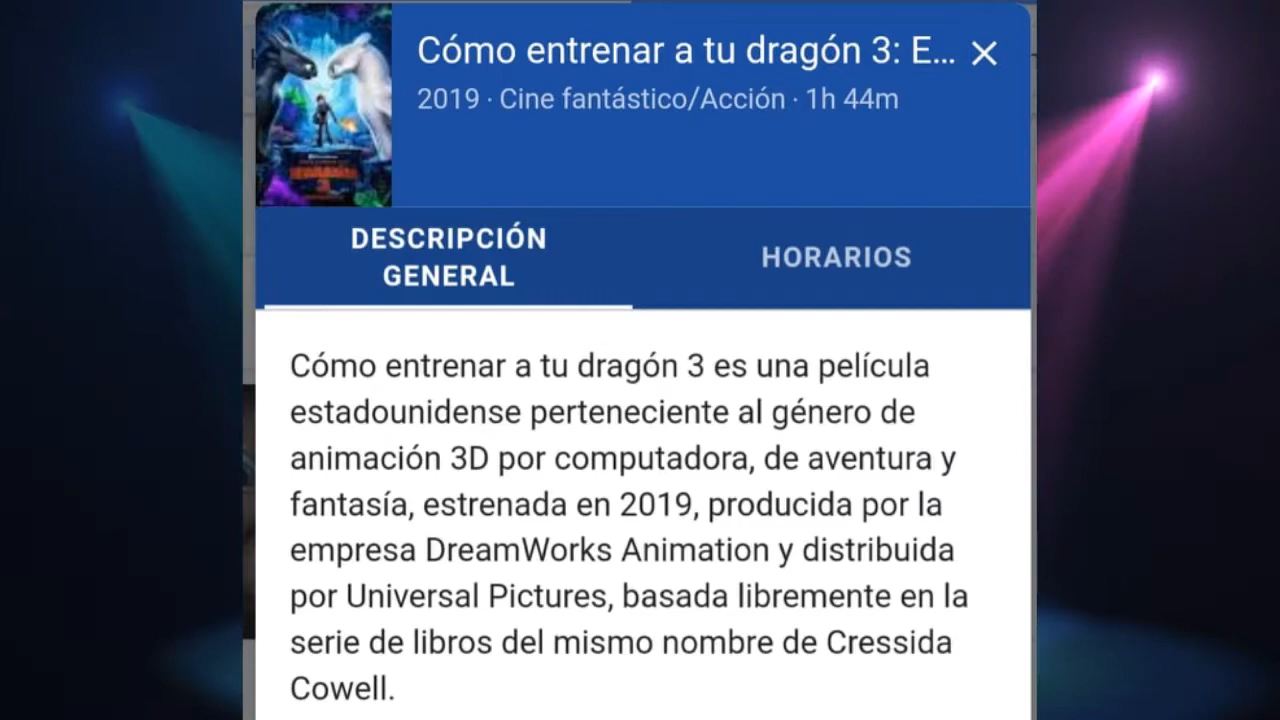 Cómo entrenar a tu dragón 3: E...
2019 · Cine fantástico/Acción · 1h 44m
DESCRIPCIÓN
GENERAL
HORARIOS
Cómo entrenar a tu dragón 3 es una película
estadounidense perteneciente al género de
animación 3D por computadora, de aventura y
fantasía, estrenada en 2019, producida por la
empresa DreamWorks Animation y distribuida
por Universal Pictures, basada libremente en la
serie de libros del mismo nombre de Cressida
Cowell.